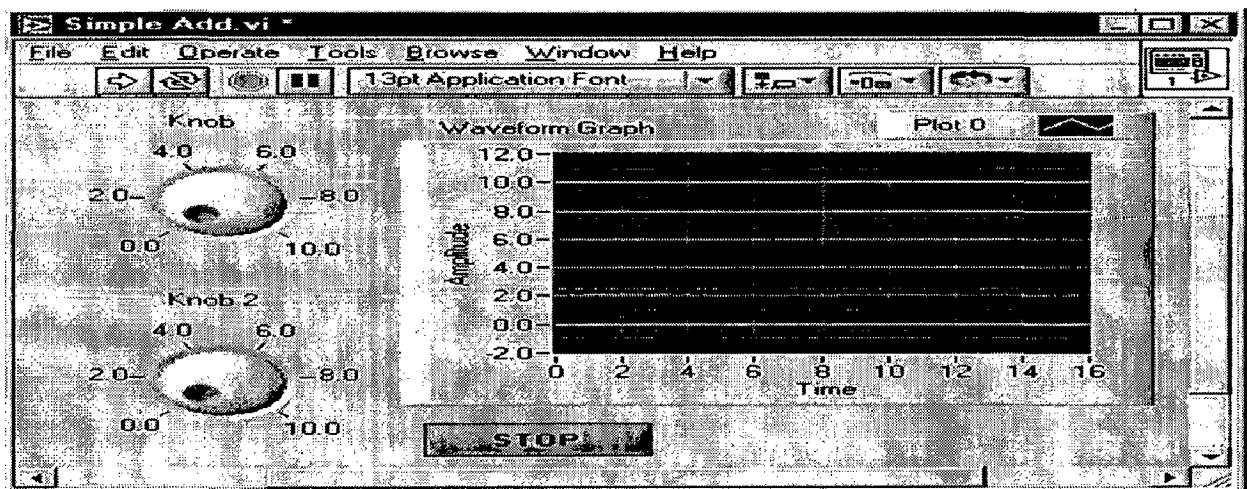 Simple Add.vi *
File Edit Operate Tools Browse Window Help
13pt Application Font
1
Knob
4.0 6.0
2.0 8.0
0.0 10.0
Knob 2
4.0 6.0
2.0 8.0
0.0 10.0
Waveform Graph
Plot 0
Amplitude
12.0
10.0
8.0
6.0
4.0
2.0
0.0
-2.0
0 2 4 6 8 10 12 14 16
Time
STOP